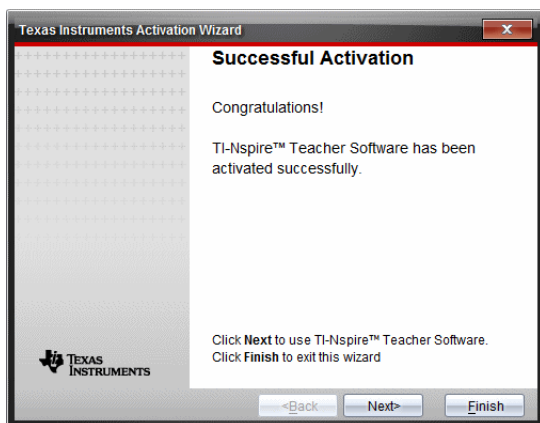 Texas Instruments Activation Wizard
x
Successful Activation
Congratulations!
TI-Nspire™ Teacher Software has been
activated successfully.
Click Next to use TI-Nspire™ Teacher Software.
Click Finish to exit this wizard
TEXAS
INSTRUMENTS
<Back
Next>
Finish